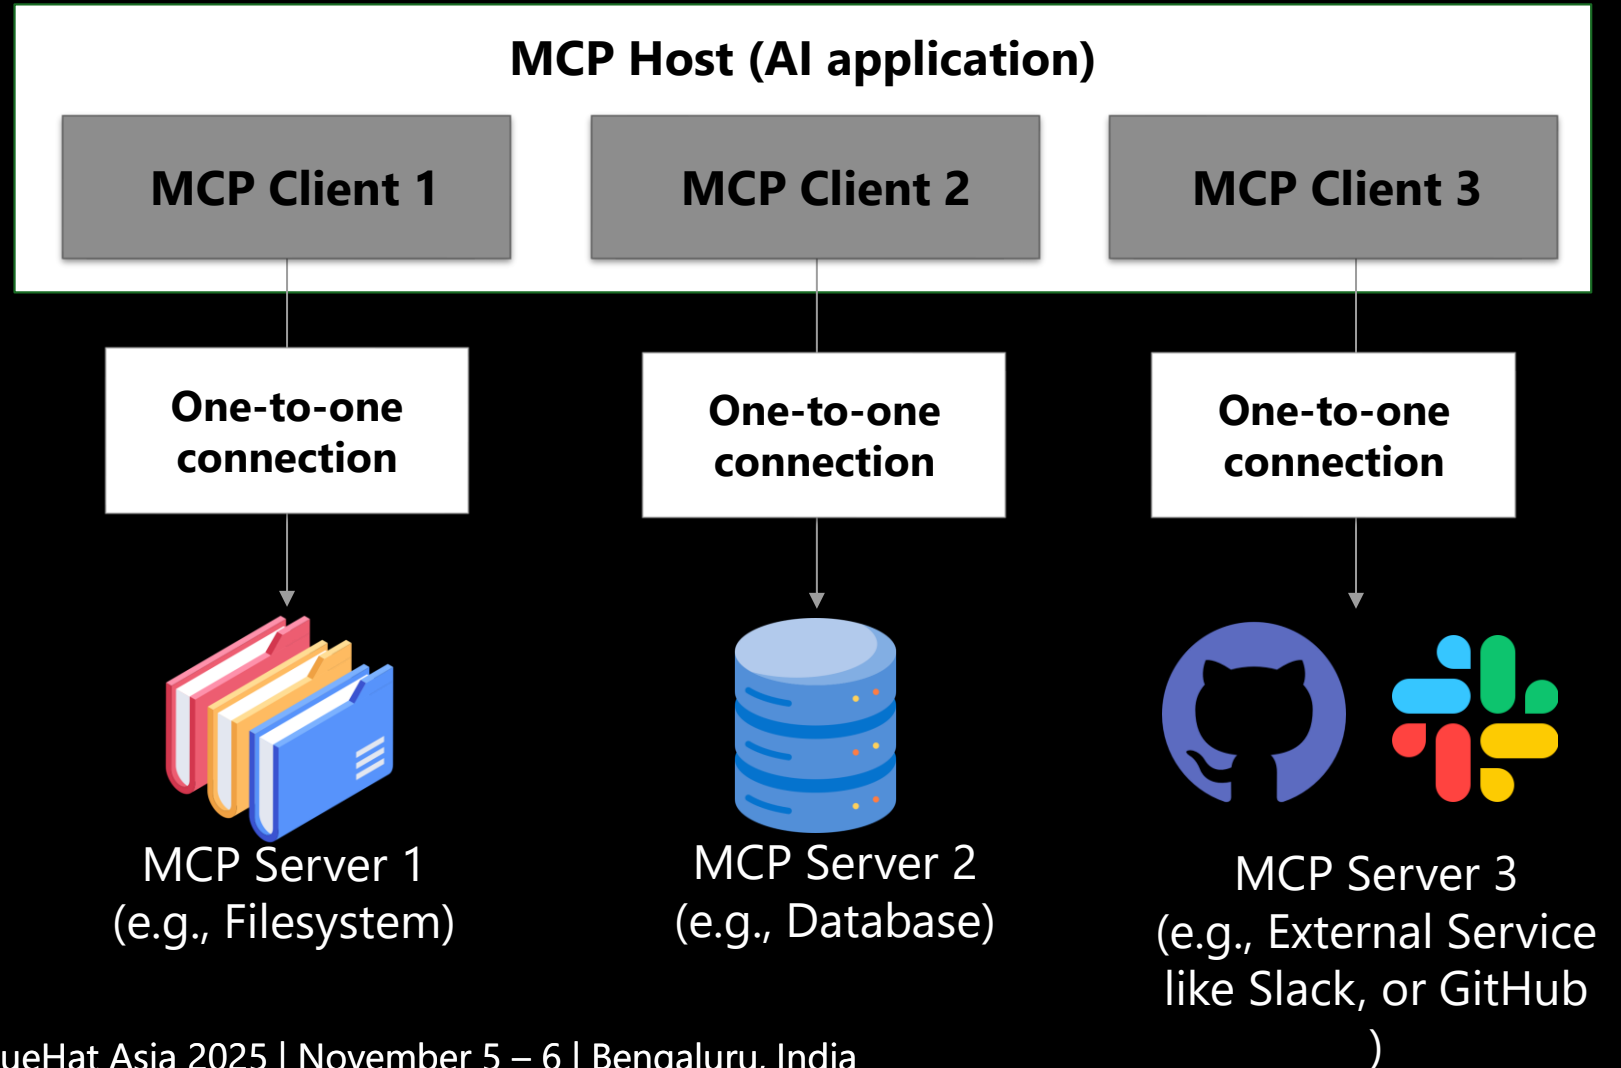 MCP Host (AI application)
MCP Client 1
MCP Client 2
MCP Client 3
One-to-one
connection
One-to-one
connection
One-to-one
connection
MCP Server 1
(e.g., Filesystem)
MCP Server 2
(e.g., Database)
MCP Server 3
(e.g., External Service
like Slack, or GitHub
)
ueHat Asia 2025 | November 5 – 6 | Bengaluru, India